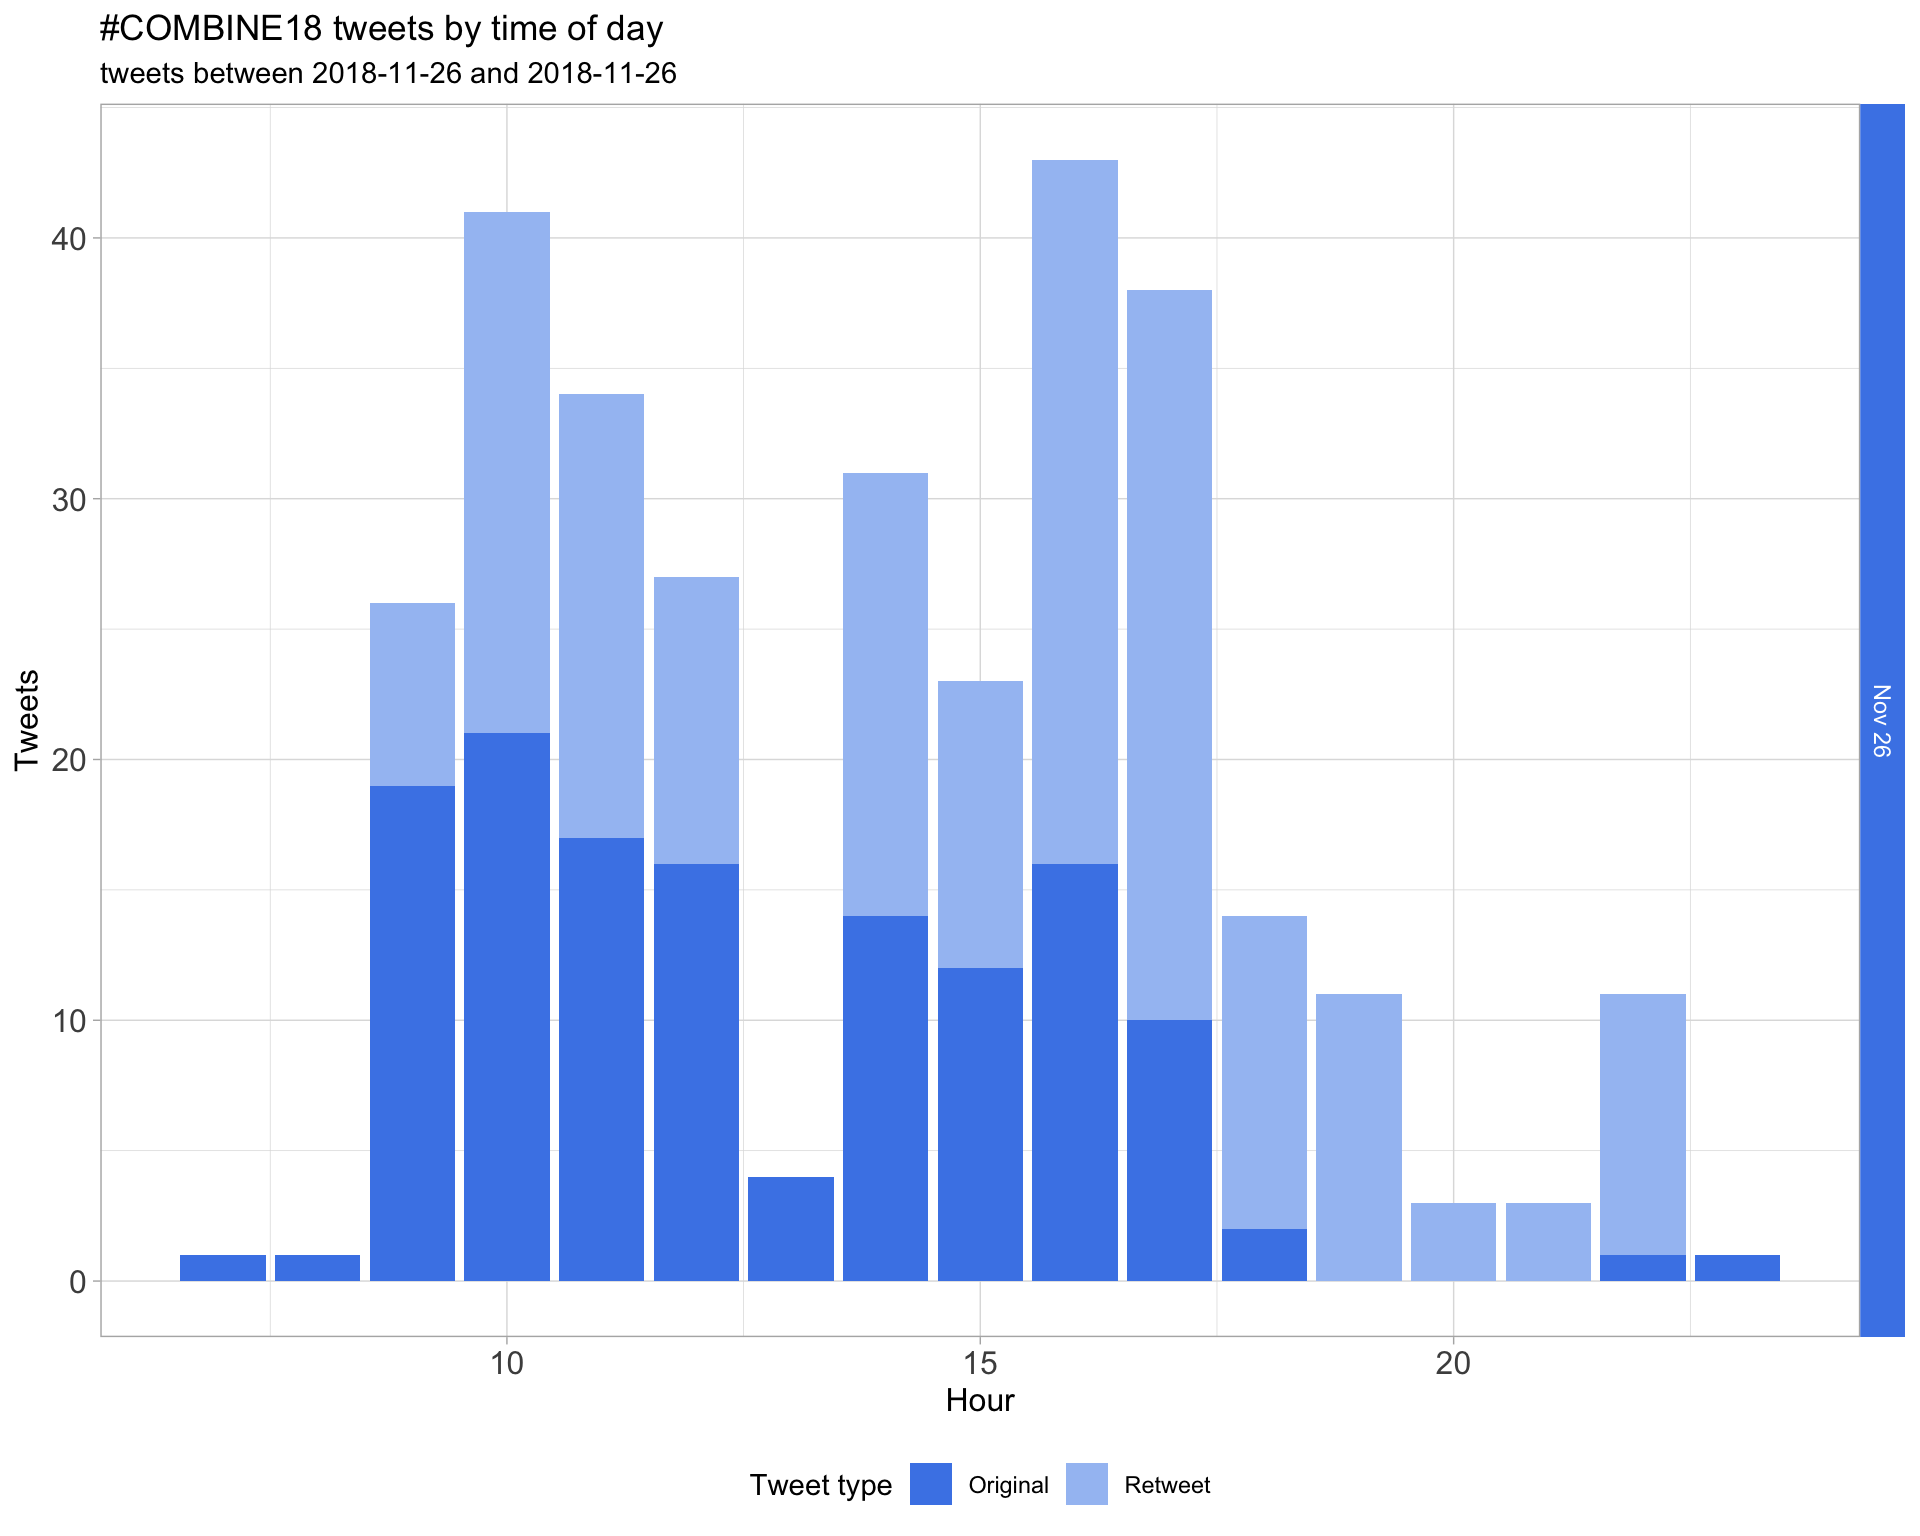 #COMBINE18 tweets by time of day
tweets between 2018-11-26 and 2018-11-26
Tweets
40
30
20
10
0
Nov 26
10 15 20
Hour
Tweet type Original Retweet